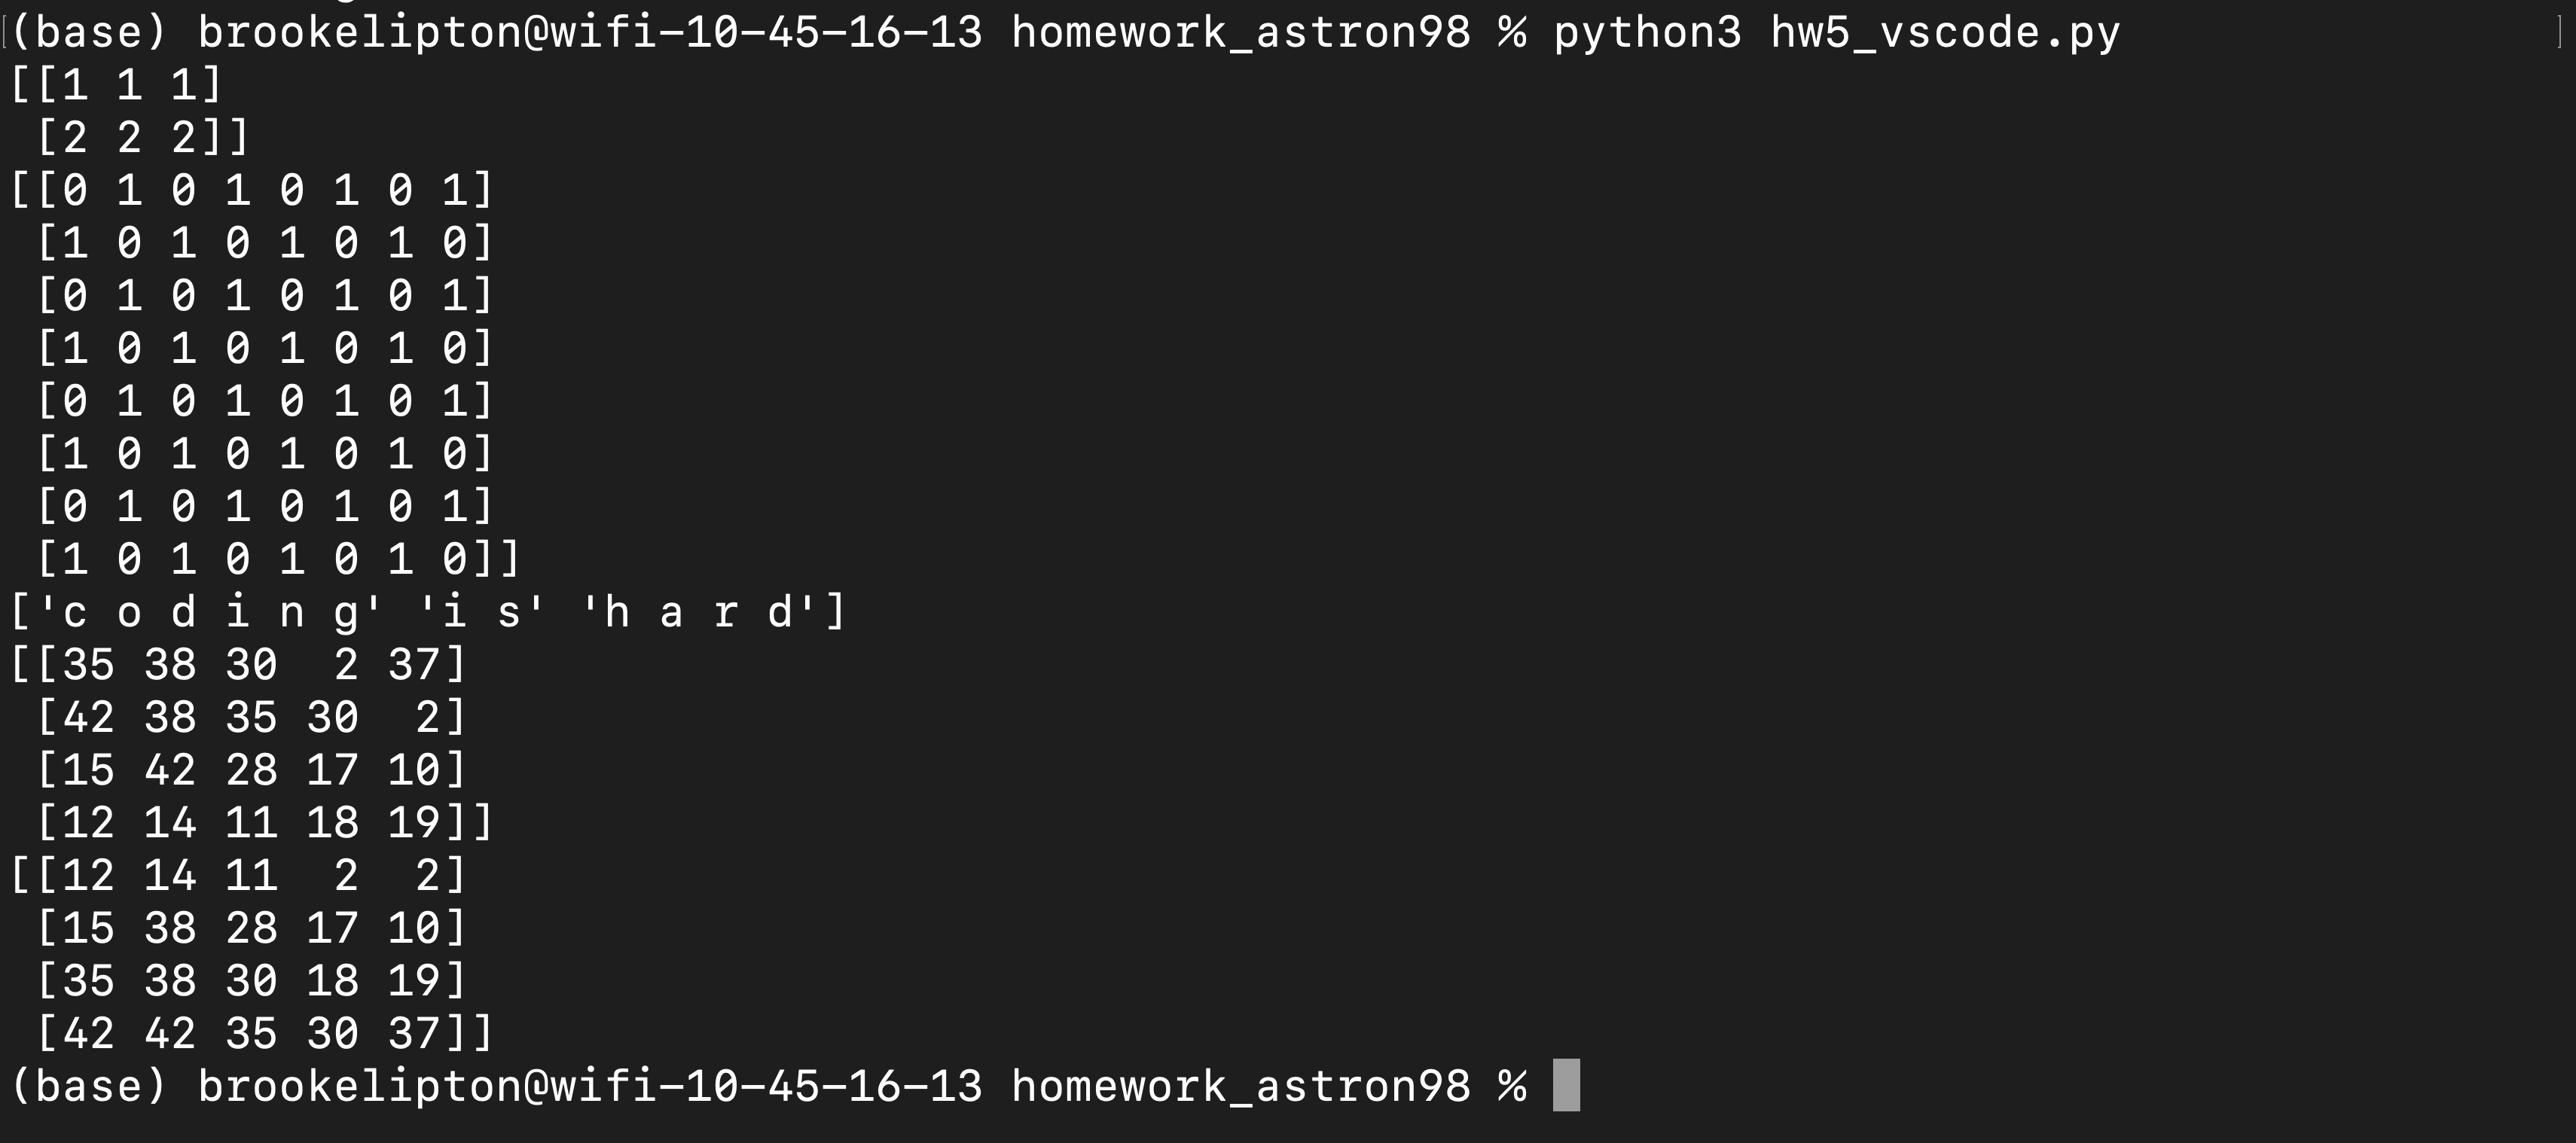 (base) brookelipton@wifi-10-45-16-13 homework_astron98 % python3 hw5_vscode.py
[[1 1 1]
 [2 2 2]]
[[0 1 0 1 0 1 0 1]
 [1 0 1 0 1 0 1 0]
 [0 1 0 1 0 1 0 1]
 [1 0 1 0 1 0 1 0]
 [0 1 0 1 0 1 0 1]
 [1 0 1 0 1 0 1 0]
 [0 1 0 1 0 1 0 1]
 [1 0 1 0 1 0 1 0]]
['c o d i n g' 'i s' 'h a r d']
[[35 38 30  2 37]
 [42 38 35 30  2]
 [15 42 28 17 10]
 [12 14 11 18 19]]
[[12 14 11  2  2]
 [15 38 28 17 10]
 [35 38 30 18 19]
 [42 42 35 30 37]]
(base) brookelipton@wifi-10-45-16-13 homework_astron98 %